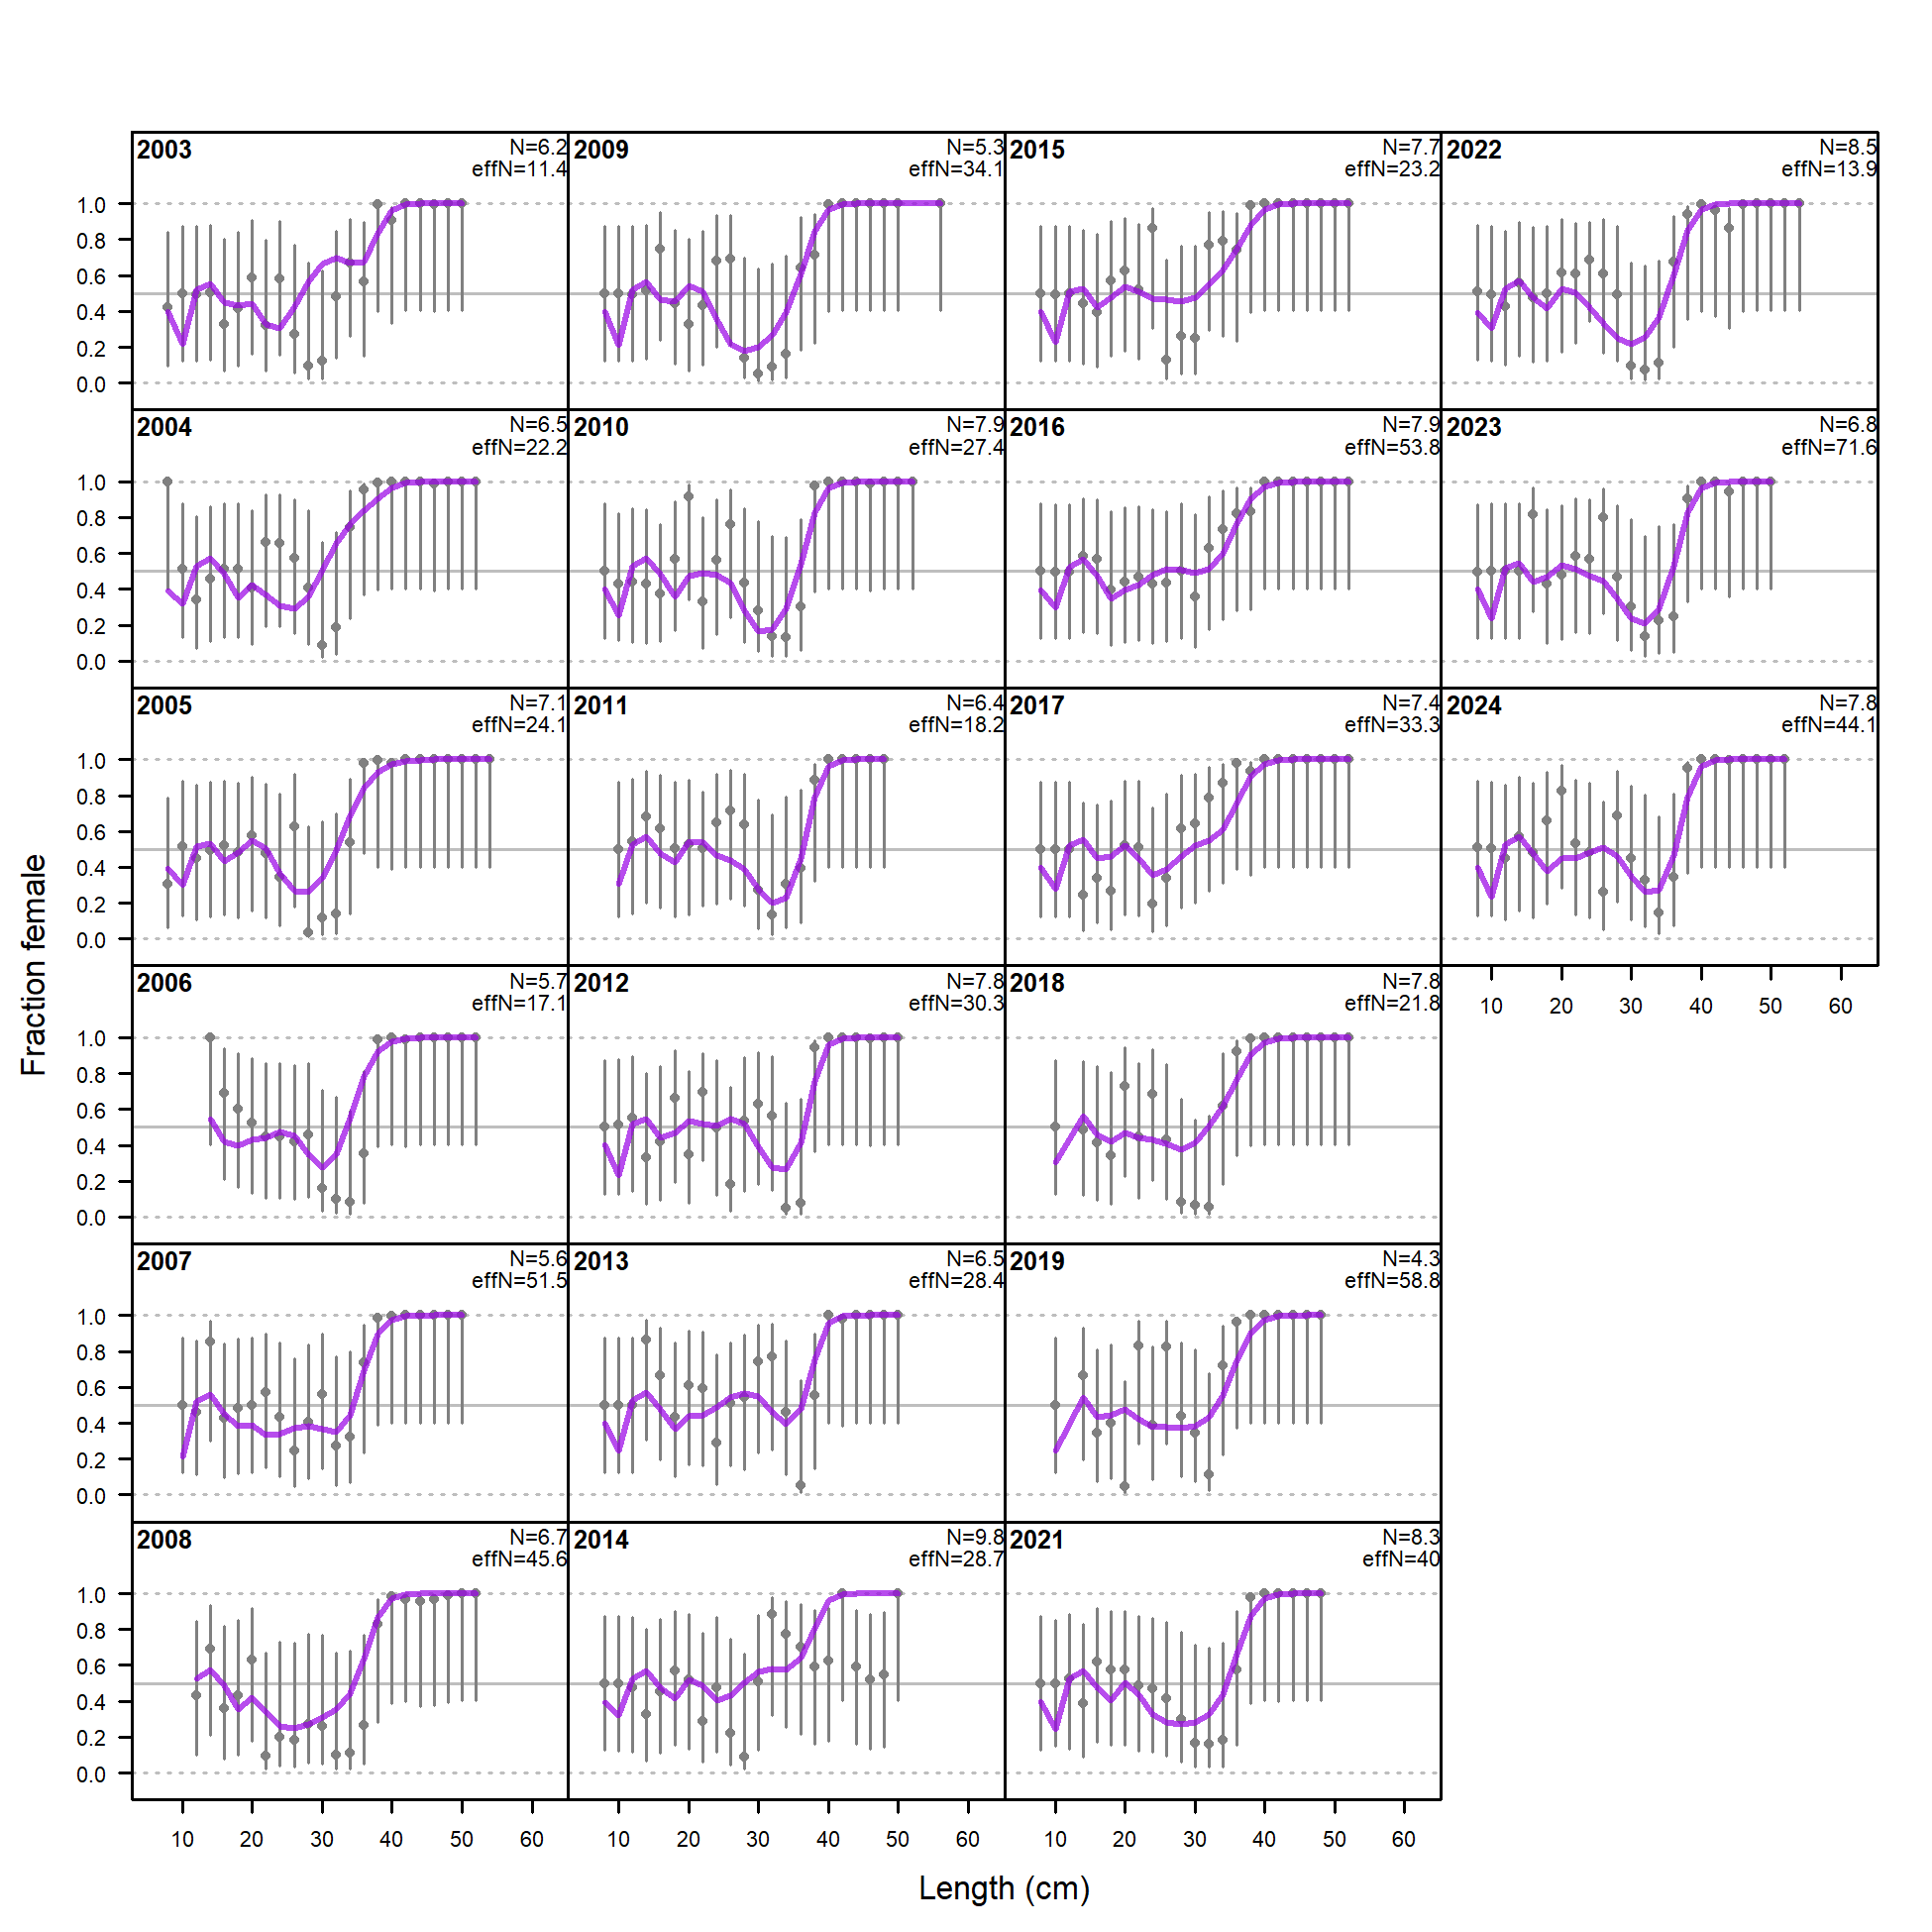 2003 N=6.2 2009 N=5.3 2015 N=7.7 2022 N=8.5
effN=11.4 effN=34.1 effN=23.2 effN=13.9
1.0
0.8
0.6
0.4
0.2
0.0
2004 N=6.5 2010 N=7.9 2016 N=7.9 2023 N=6.8
effN=22.2 effN=27.4 effN=53.8 effN=71.6
1.0
0.8
0.6
0.4
0.2
0.0
2005 N=7.1 2011 N=6.4 2017 N=7.4 2024 N=7.8
effN=24.1 effN=18.2 effN=33.3 effN=44.1
1.0
0.8
0.6
0.4
0.2
0.0
2006 N=5.7 2012 N=7.8 2018 N=7.8
effN=17.1 effN=30.3 effN=21.8
10 20 30 40 50 60
1.0
0.8
0.6
0.4
0.2
0.0
2007 N=5.6 2013 N=6.5 2019 N=4.3
effN=51.5 effN=28.4 effN=58.8
1.0
0.8
0.6
0.4
0.2
0.0
2008 N=6.7 2014 N=9.8 2021 N=8.3
effN=45.6 effN=28.7 effN=40
1.0
0.8
0.6
0.4
0.2
0.0
10 20 30 40 50 60 10 20 30 40 50 60 10 20 30 40 50 60
Length (cm)
Fraction female